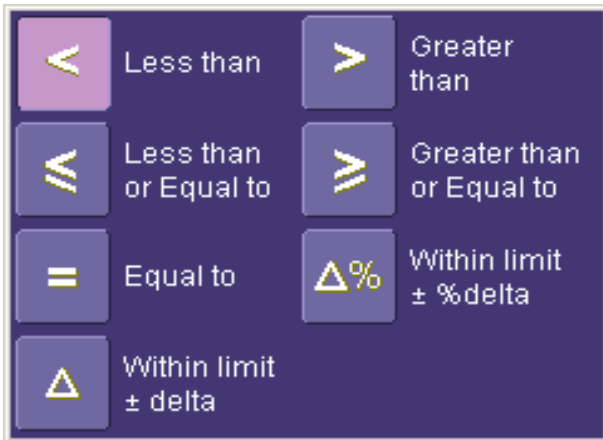 < Less than
> Greater
than
⩽ Less than
or Equal to
⩾ Greater than
or Equal to
= Equal to
Δ% Within limit
± %delta
Δ Within limit
± delta